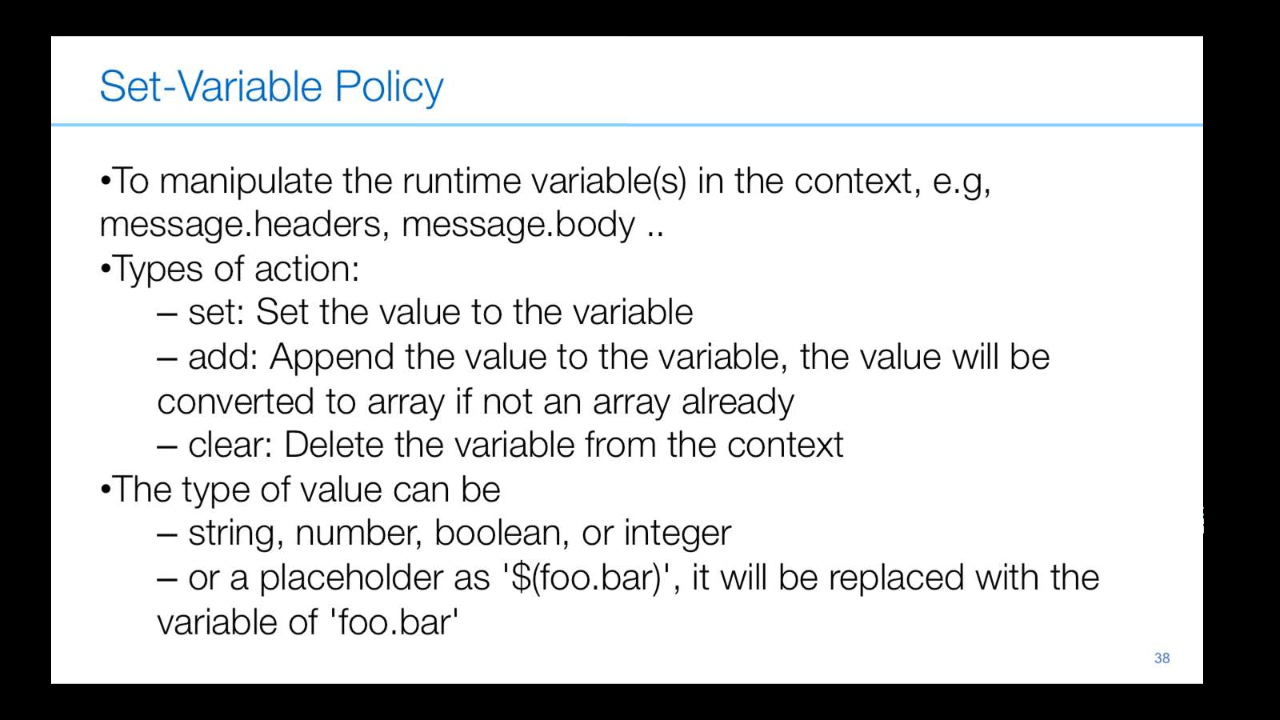 Set-Variable Policy
•To manipulate the runtime variable(s) in the context, e.g,
message.headers, message.body ..
•Types of action:
– set: Set the value to the variable
– add: Append the value to the variable, the value will be
converted to array if not an array already
– clear: Delete the variable from the context
•The type of value can be
– string, number, boolean, or integer
– or a placeholder as '$(foo.bar)', it will be replaced with the
variable of 'foo.bar'
38